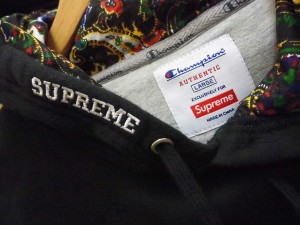 SUPREME
Champion
AUTHENTIC
LARGE
EXCLUSIVELY FOR
Supreme
MADE IN CHINA